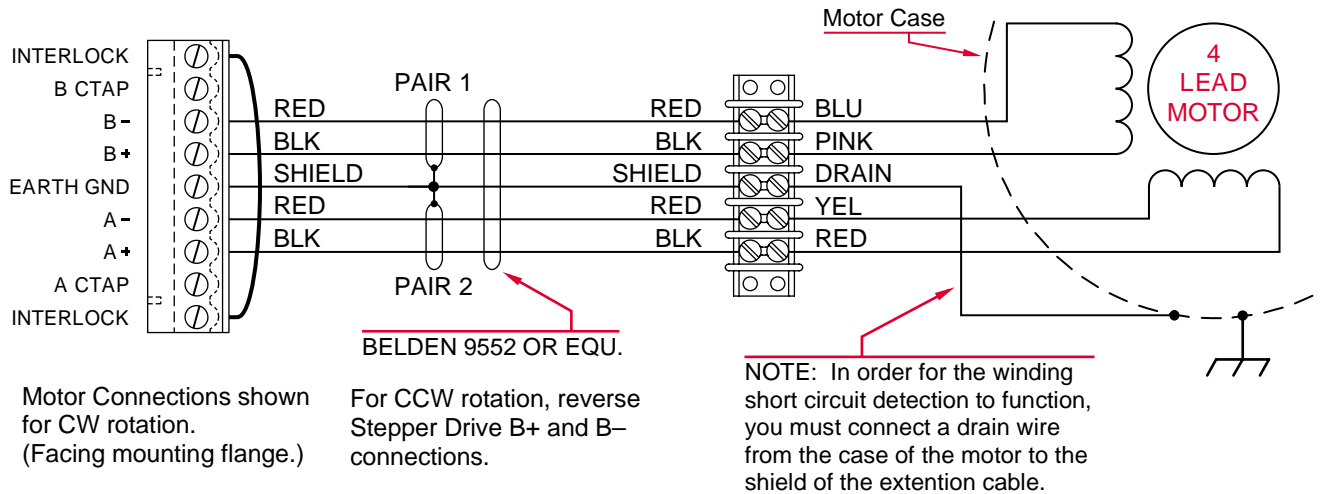 Motor Case
INTERLOCK
B CTAP
B-
B+
EARTH GND
A-
A+
A CTAP
INTERLOCK
PAIR 1
RED
BLK
SHIELD
RED
BLK
PAIR 2
RED
BLK
SHIELD
RED
BLK
BLU
PINK
DRAIN
YEL
RED
4
LEAD
MOTOR
BELDEN 9552 OR EQU.
Motor Connections shown
for CW rotation.
(Facing mounting flange.)
For CCW rotation, reverse
Stepper Drive B+ and B–
connections.
NOTE: In order for the winding
short circuit detection to function,
you must connect a drain wire
from the case of the motor to the
shield of the extention cable.